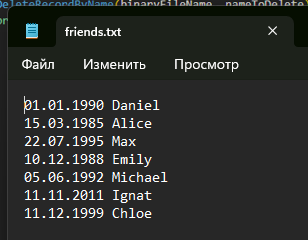 DeleteRecordByName(binaryFileName, nameToDelete)
friends.txt
Файл Изменить Просмотр
01.01.1990 Daniel
15.03.1985 Alice
22.07.1995 Max
10.12.1988 Emily
05.06.1992 Michael
11.11.2011 Ignat
11.12.1999 Chloe